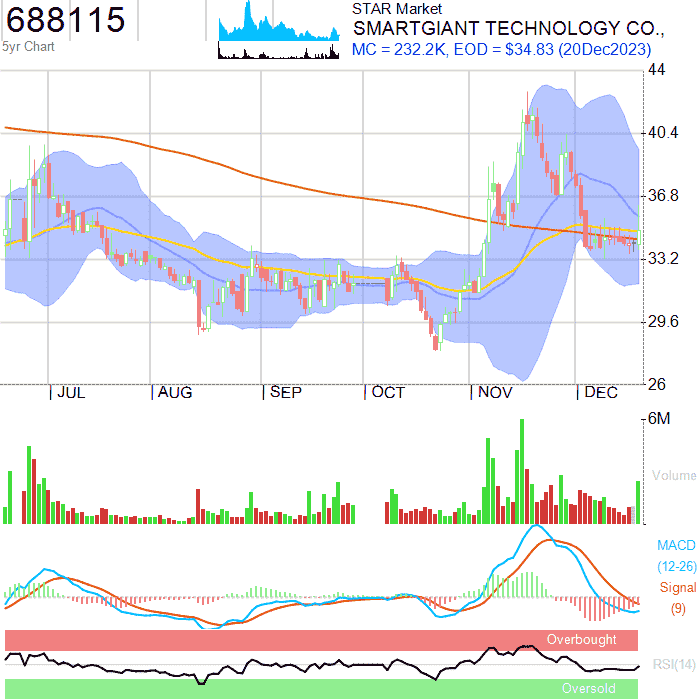 688115
5yr Chart
STAR Market
SMARTGIANT TECHNOLOGY CO.,
MC = 232.2K, EOD = $34.83 (20Dec2023)
44
40.4
36.8
33.2
29.6
26
JUL AUG SEP OCT NOV DEC
6M
Volume
MACD
(12-26)
Signal
(9)
Overbought
RSI(14)
Oversold